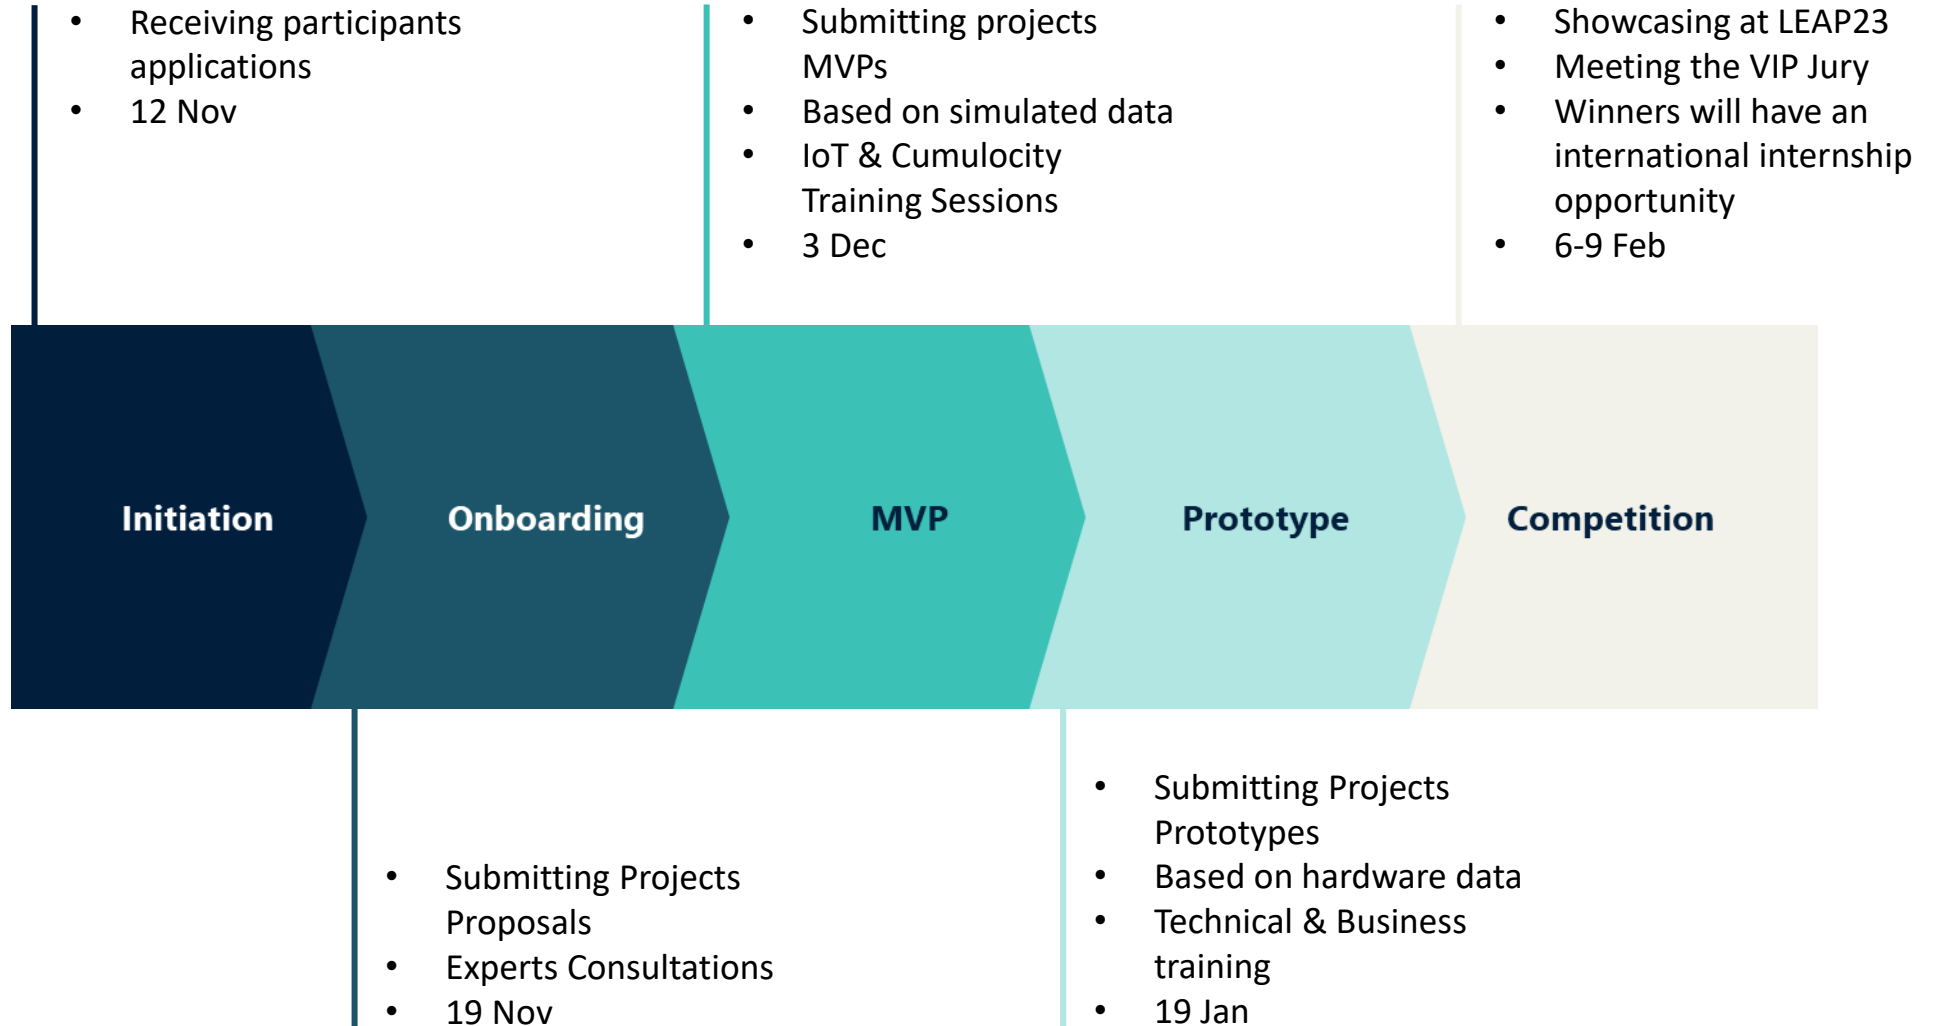 • Receiving participants
applications
• 12 Nov
• Submitting projects
MVPs
• Based on simulated data
• IoT & Cumulocity
Training Sessions
• 3 Dec
• Showcasing at LEAP23
• Meeting the VIP Jury
• Winners will have an
international internship
opportunity
• 6-9 Feb
Initiation
Onboarding
MVP
Prototype
Competition
• Submitting Projects
Proposals
• Experts Consultations
• 19 Nov
• Submitting Projects
Prototypes
• Based on hardware data
• Technical & Business
training
• 19 Jan